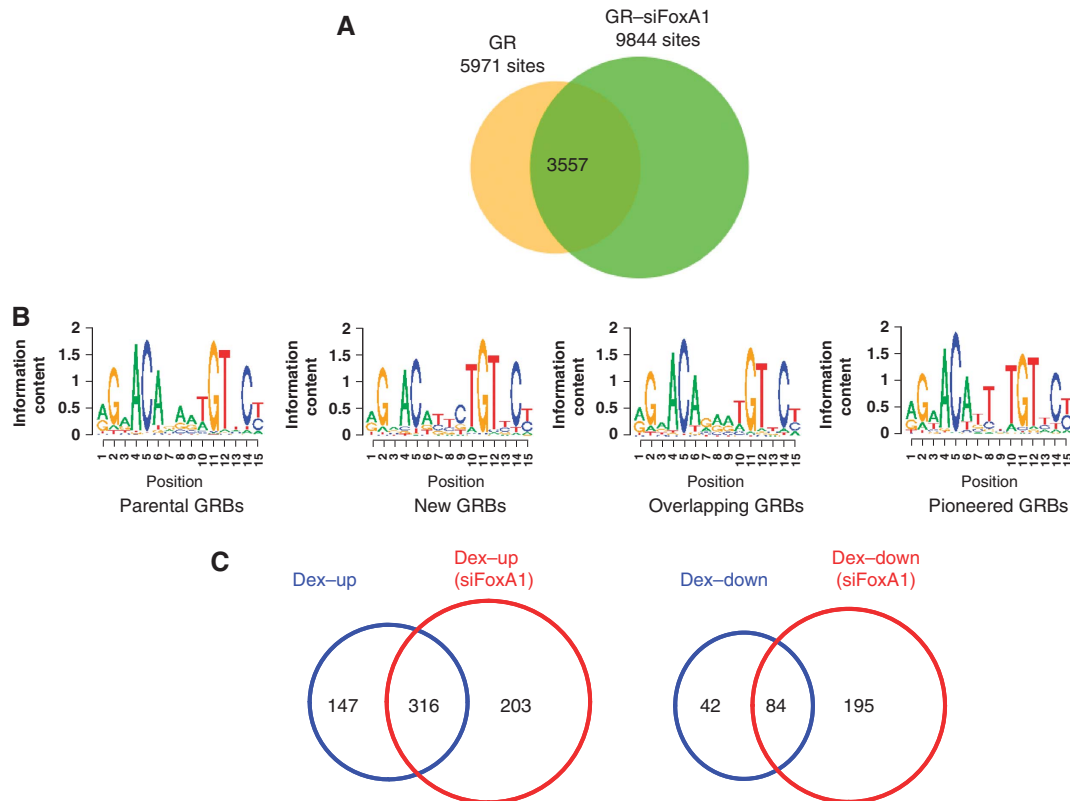 A
GR
5971 sites
GR–siFoxA1
9844 sites
3557
B
Information content
2
1.5
1
0.5
0
1 2 3 4 5 6 7 8 9 10 11 12 13 14 15
Position
Parental GRBs
Information content
2
1.5
1
0.5
0
1 2 3 4 5 6 7 8 9 10 11 12 13 14 15
Position
New GRBs
Information content
2
1.5
1
0.5
0
1 2 3 4 5 6 7 8 9 10 11 12 13 14 15
Position
Overlapping GRBs
Information content
2
1.5
1
0.5
0
1 2 3 4 5 6 7 8 9 10 11 12 13 14 15
Position
Pioneered GRBs
C
Dex–up
Dex–up
(siFoxA1)
147
316
203
Dex–down
Dex–down
(siFoxA1)
42
84
195